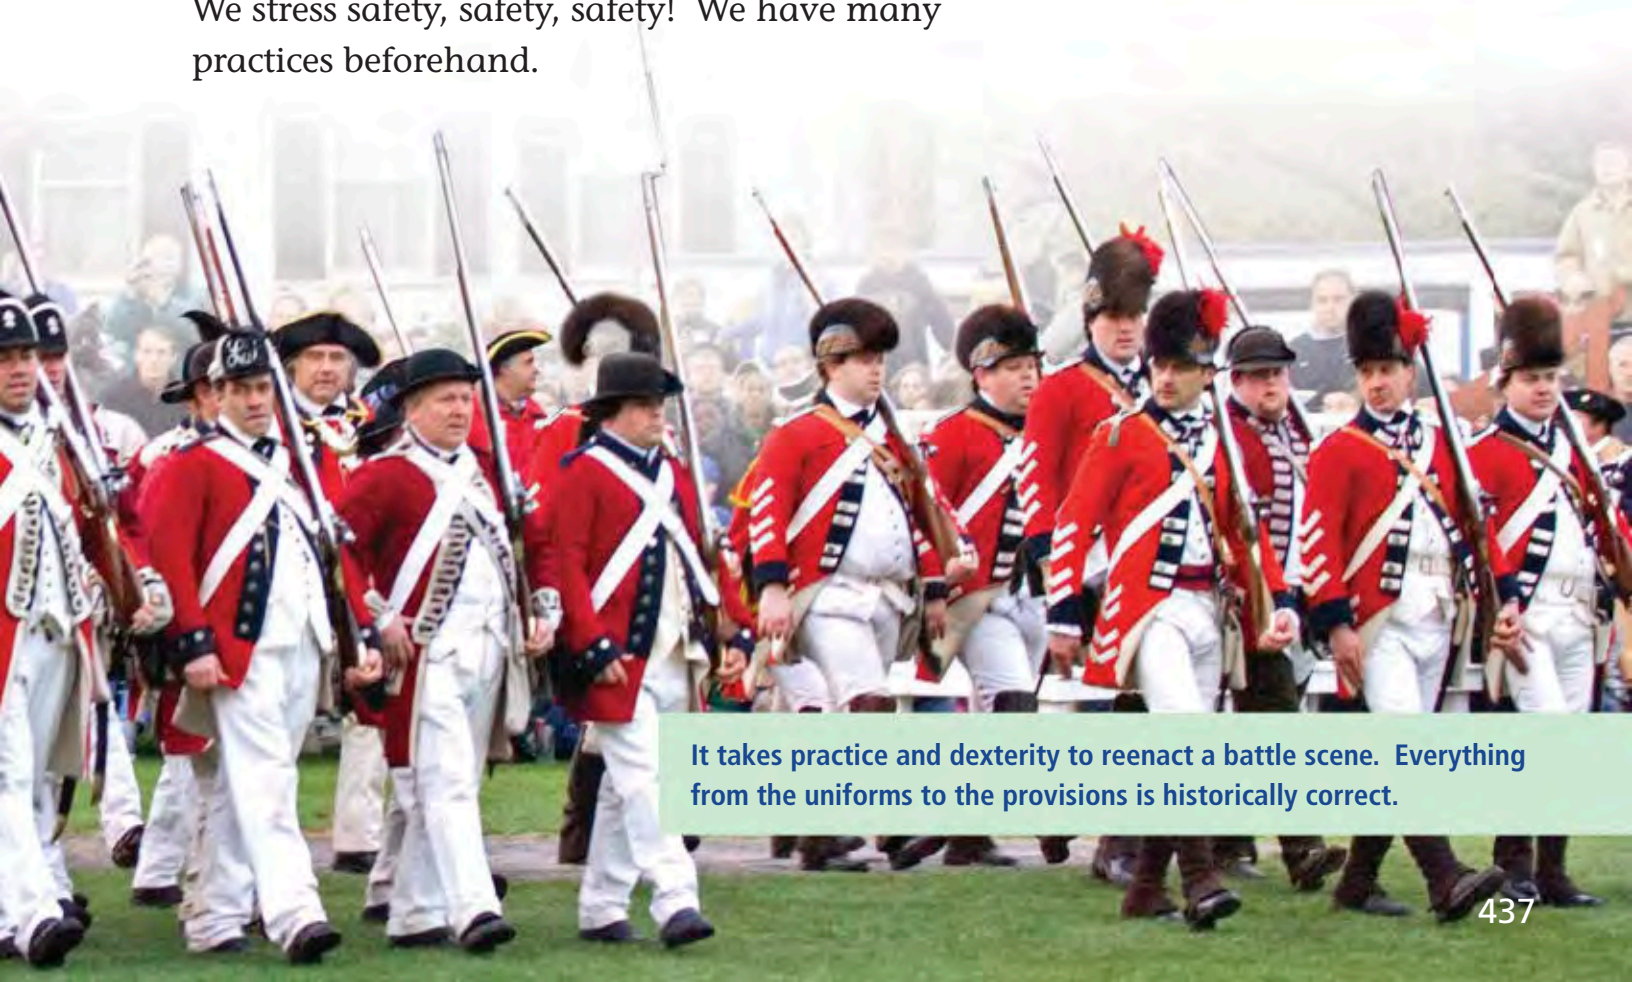 We stress safety, safety, safety! We have many
practices beforehand.
It takes practice and dexterity to reenact a battle scene. Everything
from the uniforms to the provisions is historically correct.
437